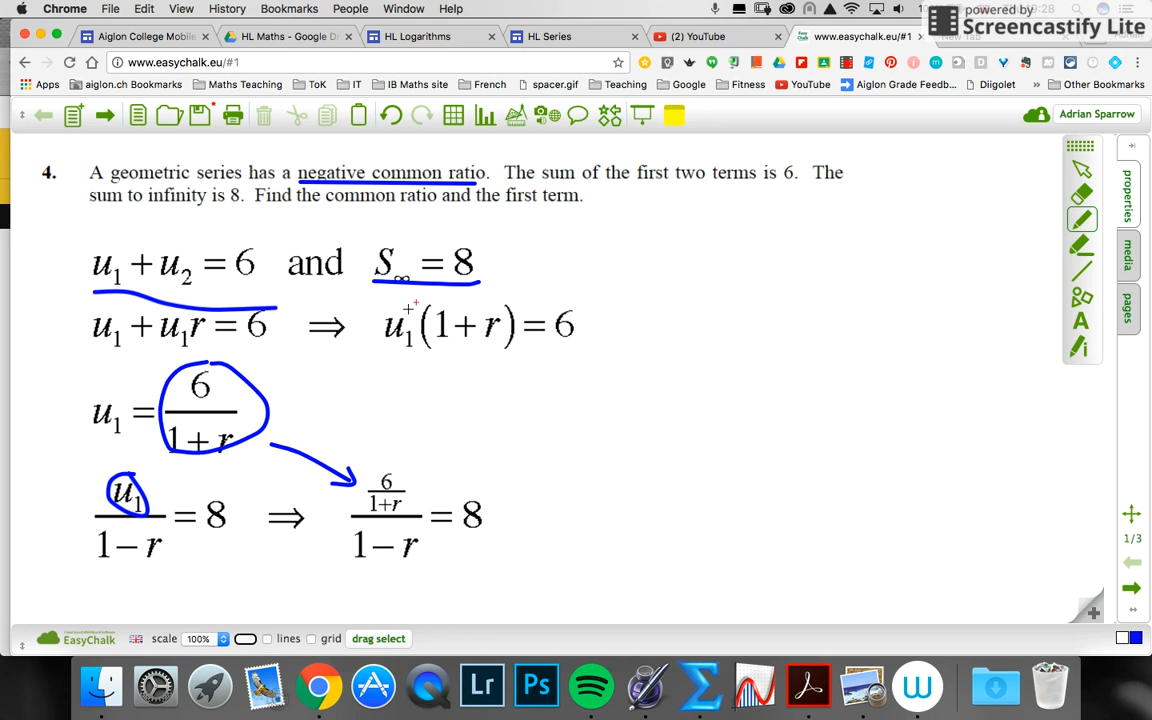 Chrome File Edit View History Bookmarks People Window Help
powered by
Screencastify Lite
Aiglon College Mobile
HL Maths - Google Dr
HL Logarithms
HL Series
(2) YouTube
www.easychalk.eu/#1
New Tab
www.easychalk.eu/#1
Apps aiglon.ch Bookmarks Maths Teaching ToK IT IB Maths site French spacer.gif Teaching Google Fitness YouTube Aiglon Grade Feedb... Diigolet » Other Bookmarks
Adrian Sparrow
4. A geometric series has a negative common ratio. The sum of the first two terms is 6. The
sum to infinity is 8. Find the common ratio and the first term.
u₁ + u₂ = 6 and S∞ = 8
u₁ + u₁r = 6 ⇒ u₁(1 + r) = 6
u₁ = 6/(1 + r)
u₁/(1 − r) = 8 ⇒ (6/(1+r))/(1 − r) = 8
properties
media
pages
1/3
EasyChalk scale 100% lines grid drag select
Lr Ps W